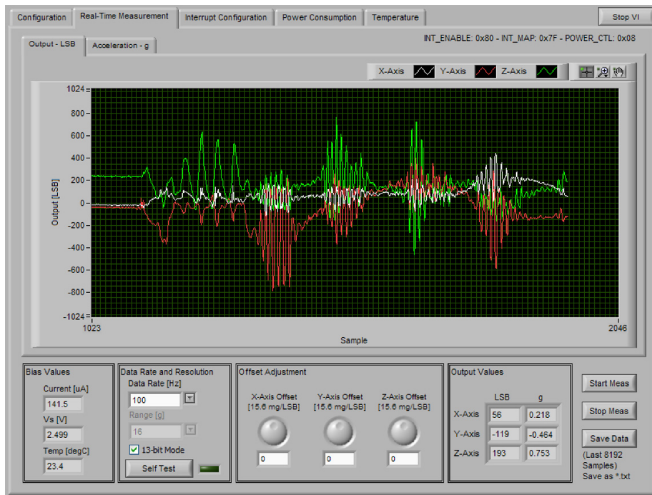 Configuration Real-Time Measurement Interrupt Configuration Power Consumption Temperature Stop VI
Output - LSB Acceleration - g INT_ENABLE: 0x80 - INT_MAP: 0x7F - POWER_CTL: 0x08
X-Axis Y-Axis Z-Axis
1024
800
600
400
200
0
-200
-400
-600
-800
-1024
Output [LSB]
1023 2046
Sample
Bias Values
Current [uA]
141.5
Vs [V]
2.499
Temp [degC]
23.4
Data Rate and Resolution
Data Rate [Hz]
100
Range [g]
16
13-bit Mode
Self Test
Offset Adjustment
X-Axis Offset Y-Axis Offset Z-Axis Offset
[15.6 mg/LSB] [15.6 mg/LSB] [15.6 mg/LSB]
0 0 0
Output Values
LSB g
X-Axis 56 0.218
Y-Axis -119 -0.464
Z-Axis 193 0.753
Start Meas
Stop Meas
Save Data
(Last 8192
Samples)
Save as *.txt